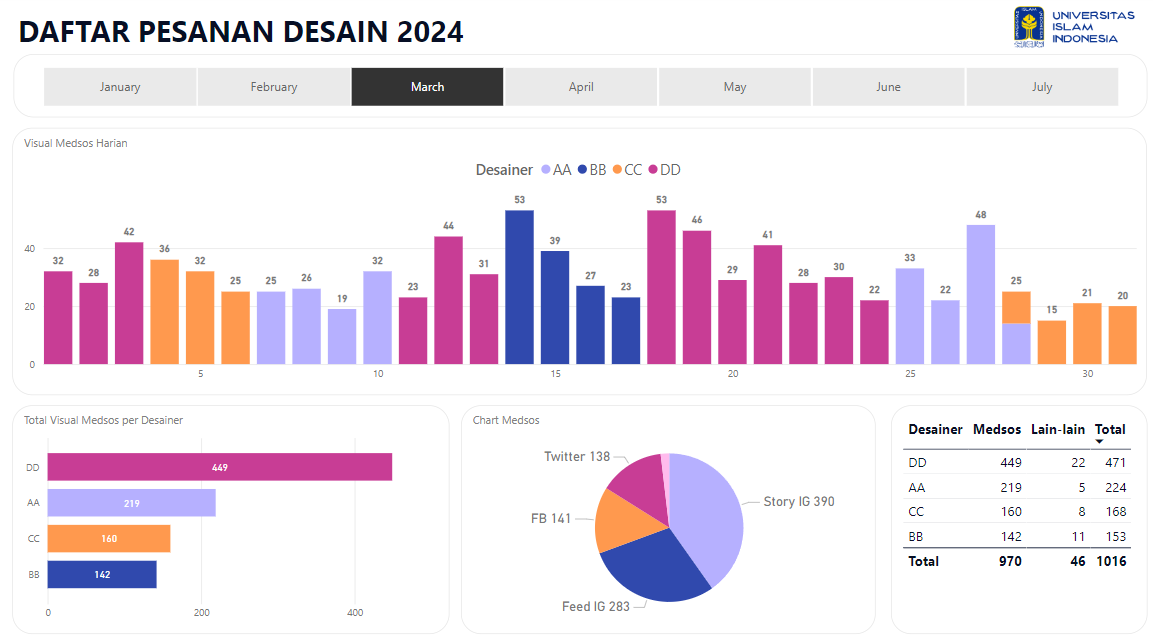 DAFTAR PESANAN DESAIN 2024
UNIVERSITAS
ISLAM
INDONESIA
January February March April May June July
Visual Medsos Harian
Desainer AA BB CC DD
32 28 42 36 32 25 25 26 19 32 23 44 31 53 39 27 23 53 46 29 41 28 30 22 33 22 48 25 15 21 20
40
20
0
5 10 15 20 25 30
Total Visual Medsos per Desainer
DD 449
AA 219
CC 160
BB 142
0 200 400
Chart Medsos
Twitter 138
Story IG 390
FB 141
Feed IG 283
Desainer Medsos Lain-lain Total
DD 449 22 471
AA 219 5 224
CC 160 8 168
BB 142 11 153
Total 970 46 1016